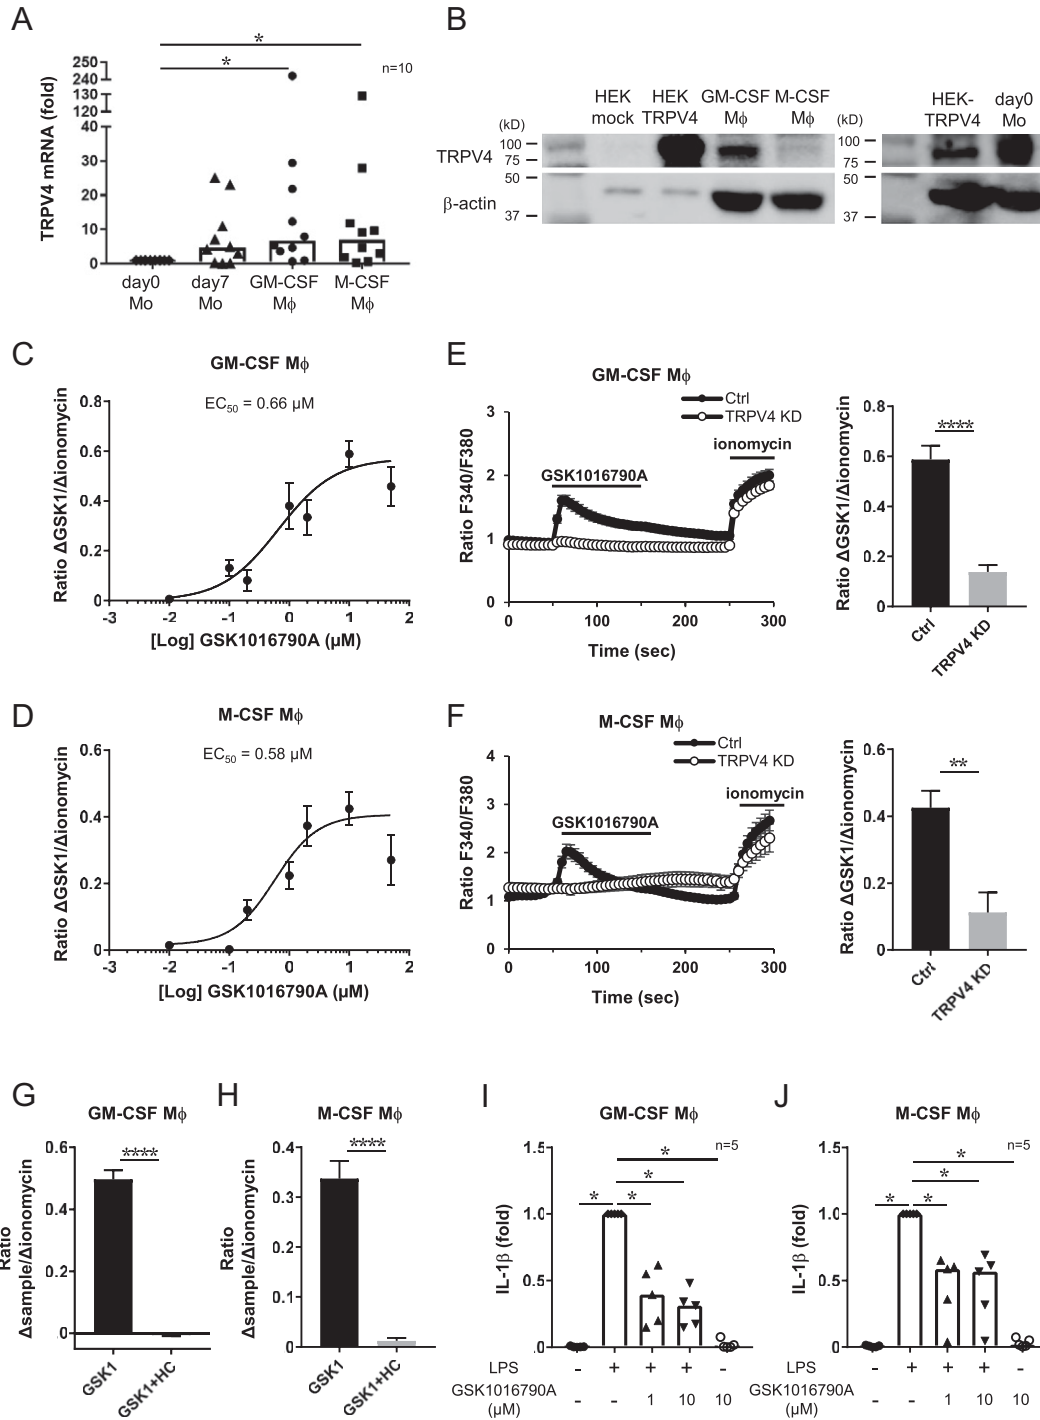 A
TRPV4 mRNA (fold)
250
240
130
120
40
30
20
10
0
*
*
n=10
day0
Mo
day7
Mo
GM-CSF
Mϕ
M-CSF
Mϕ
B
HEK
mock
HEK
TRPV4
GM-CSF
Mϕ
M-CSF
Mϕ
HEK-
TRPV4
day0
Mo
(kD)
(kD)
TRPV4
100
75
100
75
β-actin
50
37
50
37
C
GM-CSF Mϕ
EC50 = 0.66 µM
Ratio ΔGSK1/Δionomycin
0.8
0.6
0.4
0.2
0
-3 -2 -1 0 1 2
[Log] GSK1016790A (µM)
E
GM-CSF Mϕ
Ctrl
TRPV4 KD
ionomycin
GSK1016790A
Ratio F340/F380
3
2
1
0
0 100 200 300
Time (sec)
Ratio ΔGSK1/Δionomycin
0.8
0.6
0.4
0.2
0
****
Ctrl
TRPV4 KD
D
M-CSF Mϕ
EC50 = 0.58 µM
Ratio ΔGSK1/Δionomycin
0.6
0.4
0.2
0
-3 -2 -1 0 1 2
[Log] GSK1016790A (µM)
F
M-CSF Mϕ
Ctrl
TRPV4 KD
ionomycin
GSK1016790A
Ratio F340/F380
4
3
2
1
0
0 100 200 300
Time (sec)
Ratio ΔGSK1/Δionomycin
0.6
0.4
0.2
0
**
Ctrl
TRPV4 KD
G
GM-CSF Mϕ
Ratio
Δsample/Δionomycin
0.6
0.4
0.2
.0
****
GSK1
GSK1+HC
H
M-CSF Mϕ
Ratio
Δsample/Δionomycin
0.4
0.3
0.2
0.1
0
****
GSK1
GSK1+HC
I
GM-CSF Mϕ
n=5
IL-1β (fold)
1.5
1.0
0.5
.0
*
*
* *
LPS - + + + -
GSK1016790A
(µM)
- - 1 10 10
J
M-CSF Mϕ
n=5
IL-1β (fold)
1.5
1.0
0.5
.0
*
*
* *
LPS - + + + -
GSK1016790A
(µM)
- - 1 10 10